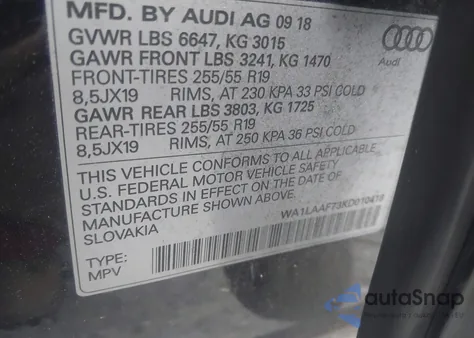 MFD. BY AUDI AG 09 18
GVWR LBS 6647, KG 3015
GAWR FRONT LBS 3241, KG 1470
FRONT-TIRES 255/55 R19
8,5JX19 RIMS, AT 230 KPA 33 PSI COLD
GAWR REAR LBS 3803, KG 1725
REAR-TIRES 255/55 R19
8,5JX19 RIMS, AT 250 KPA 36 PSI COLD
Audi
THIS VEHICLE CONFORMS TO ALL APPLICABLE
U.S. FEDERAL MOTOR VEHICLE SAFETY
STANDARDS IN EFFECT ON THE DATE OF
MANUFACTURE SHOWN ABOVE.
SLOVAKIA
WA1LAAF73KD010418
TYPE:
MPV
autaSnap